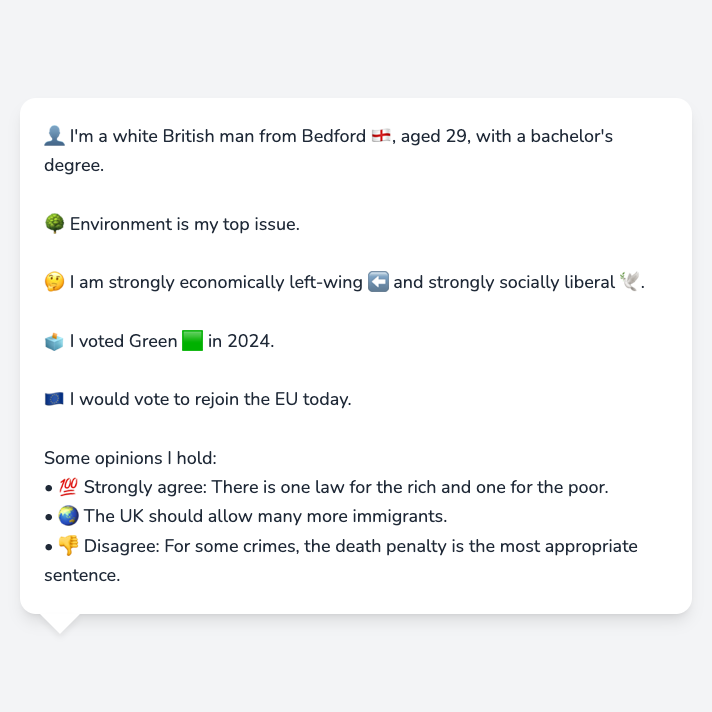 👤 I'm a white British man from Bedford 🏴󠁧󠁢󠁥󠁮󠁧󠁿, aged 29, with a bachelor's
degree.
🌳 Environment is my top issue.
🤔 I am strongly economically left-wing ⬅️ and strongly socially liberal 🕊️.
🗳️ I voted Green 🟩 in 2024.
🇪🇺 I would vote to rejoin the EU today.
Some opinions I hold:
• 💯 Strongly agree: There is one law for the rich and one for the poor.
• 🌏 The UK should allow many more immigrants.
• 👎 Disagree: For some crimes, the death penalty is the most appropriate
sentence.